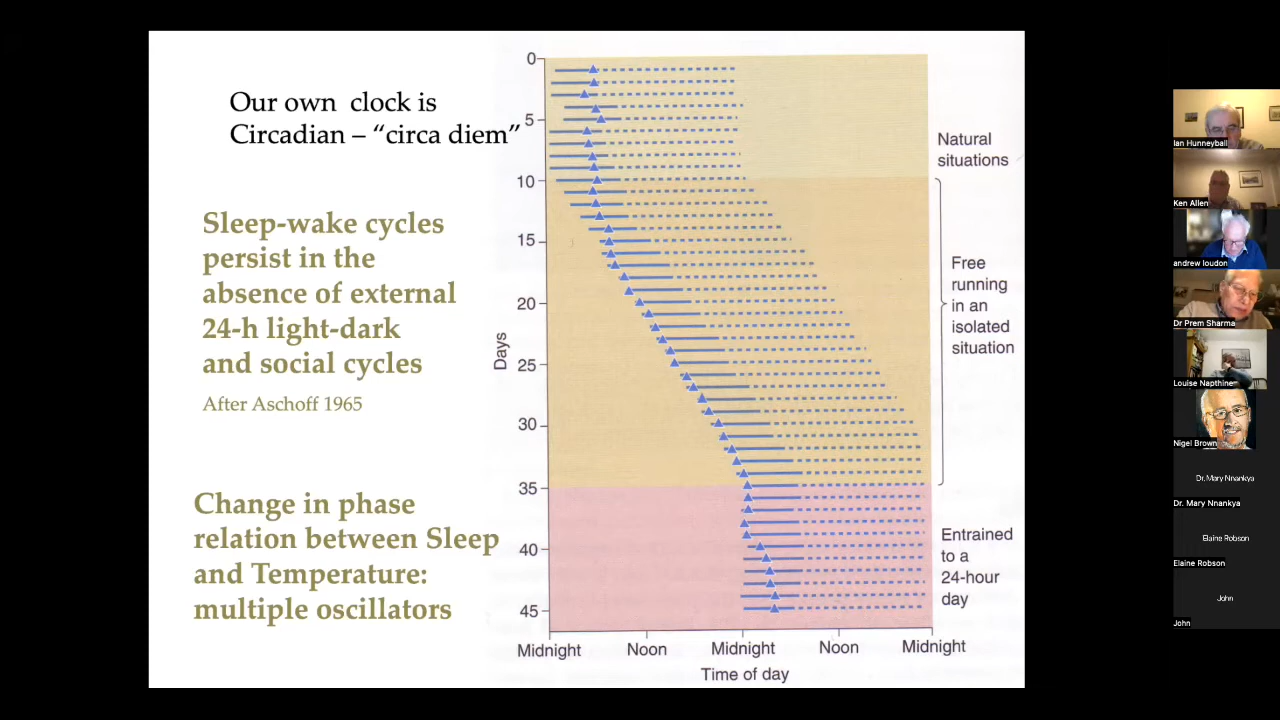 Our own clock is
Circadian – “circa diem”
Sleep-wake cycles
persist in the
absence of external
24-h light-dark
and social cycles
After Aschoff 1965
Change in phase
relation between Sleep
and Temperature:
multiple oscillators
Days
0
5
10
15
20
25
30
35
40
45
Midnight Noon Midnight Noon Midnight
Time of day
Natural
situations
Free
running
in an
isolated
situation
Entrained
to a
24-hour
day
Ian Hunneyball
Ken Allen
andrew loudon
Dr Prem Sharma
Louise Napthine
Nigel Brown
Dr. Mary Nnankya
Dr. Mary Nnankya
Elaine Robson
Elaine Robson
John
John